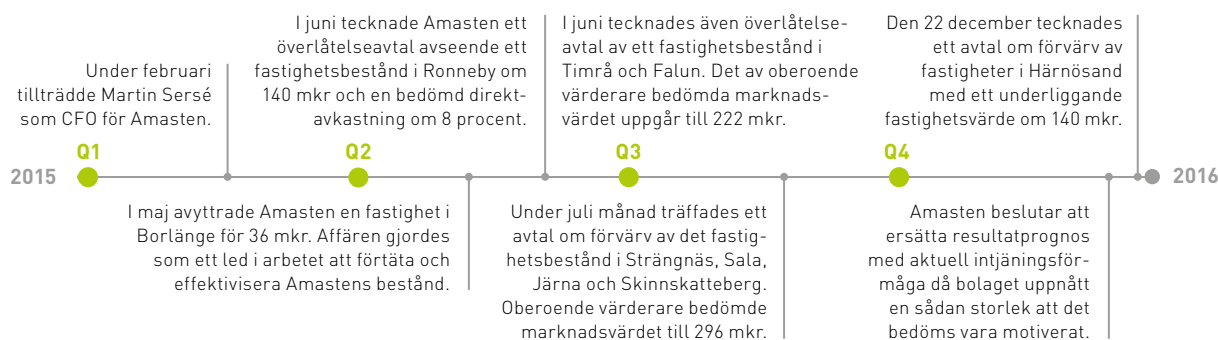 Under februari
tillträdde Martin Sersé
som CFO för Amasten.
I juni tecknade Amasten ett
överlåtelseavtal avseende ett
fastighetsbestånd i Ronneby om
140 mkr och en bedömd direkt-
avkastning om 8 procent.
I juni tecknades även överlåtelse-
avtal av ett fastighetsbestånd i
Timrå och Falun. Det av oberoende
värderare bedömda marknads-
värdet uppgår till 222 mkr.
Den 22 december tecknades
ett avtal om förvärv av
fastigheter i Härnösand
med ett underliggande
fastighetsvärde om 140 mkr.
Q1
Q2
Q3
Q4
2015
2016
I maj avyttrade Amasten en fastighet i
Borlänge för 36 mkr. Affären gjordes
som ett led i arbetet att förtäta och
effektivisera Amastens bestånd.
Under juli månad träffades ett
avtal om förvärv av det fastig-
hetsbestånd i Strängnäs, Sala,
Järna och Skinnskatteberg.
Oberoende värderare bedömde
marknadsvärdet till 296 mkr.
Amasten beslutar att
ersätta resultatprognos
med aktuell intjäningsför-
måga då bolaget uppnått
en sådan storlek att det
bedöms vara motiverat.